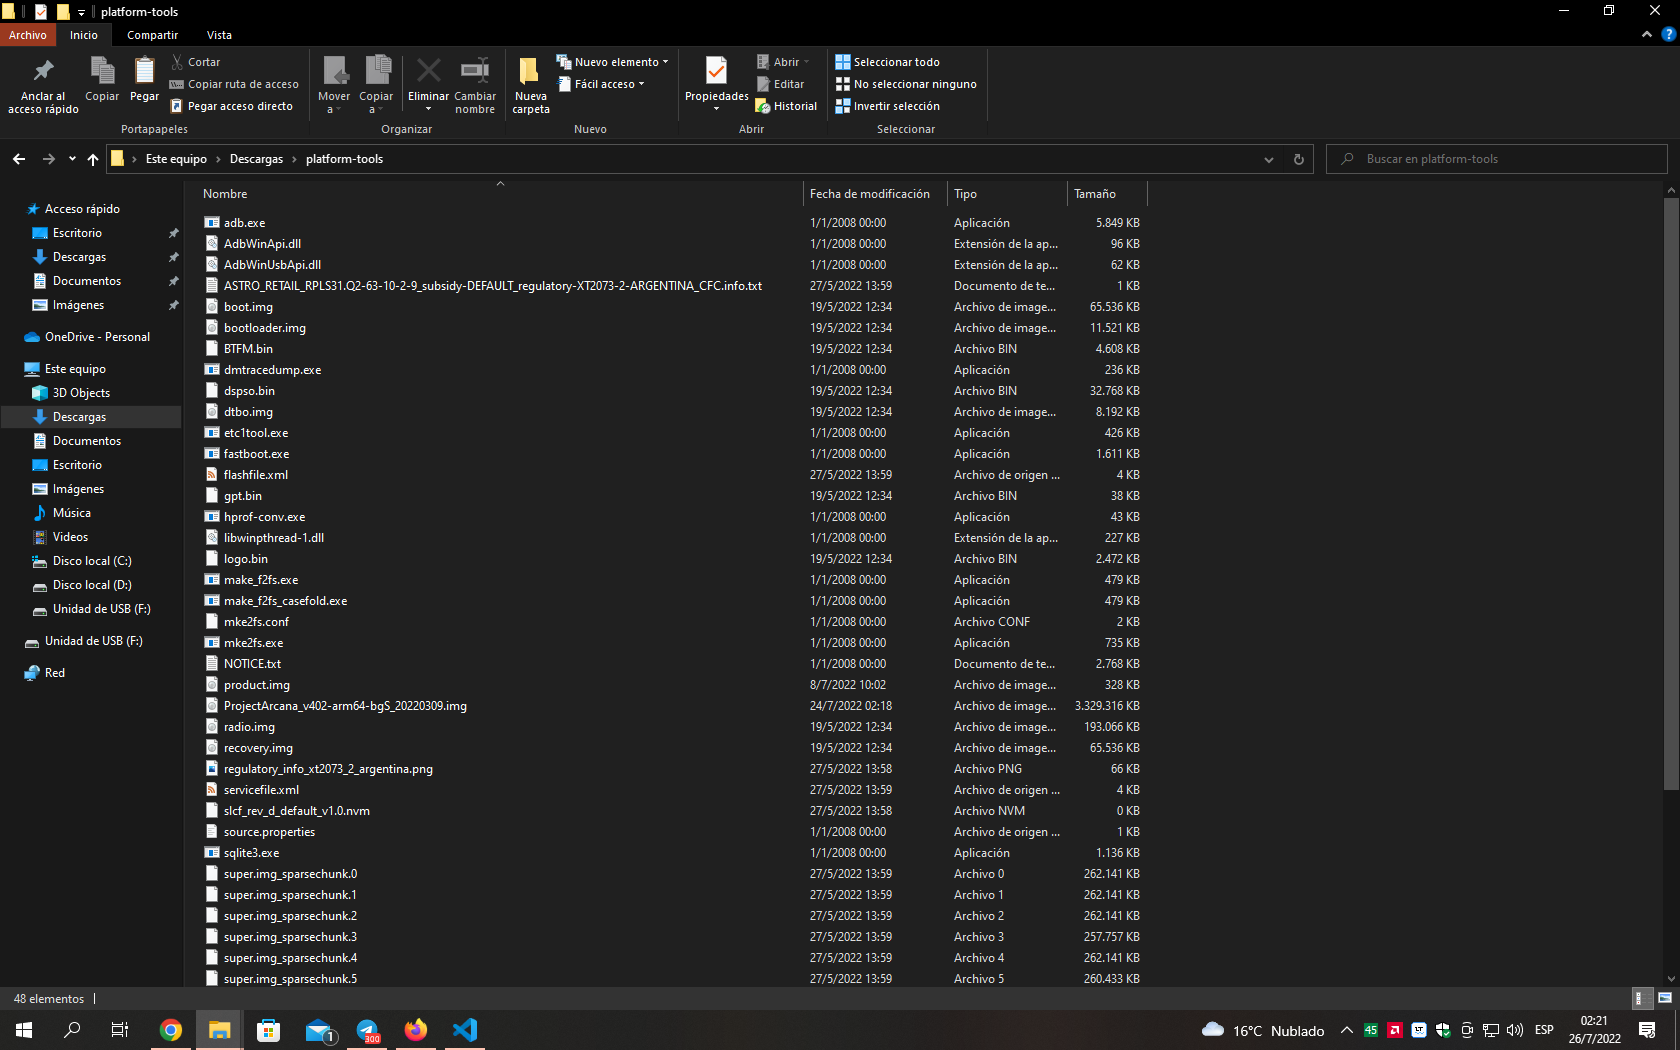 platform-tools
Archivo Inicio Compartir Vista
Anclar al acceso rápido
Copiar
Pegar
Cortar
Copiar ruta de acceso
Pegar acceso directo
Portapapeles
Mover a
Copiar a
Eliminar
Cambiar nombre
Organizar
Nueva carpeta
Nuevo elemento
Fácil acceso
Nuevo
Propiedades
Abrir
Editar
Historial
Abrir
Seleccionar todo
No seleccionar ninguno
Invertir selección
Seleccionar
Este equipo > Descargas > platform-tools
Buscar en platform-tools
Acceso rápido
Escritorio
Descargas
Documentos
Imágenes
OneDrive - Personal
Este equipo
3D Objects
Descargas
Documentos
Escritorio
Imágenes
Música
Videos
Disco local (C:)
Disco local (D:)
Unidad de USB (F:)
Unidad de USB (F:)
Red
Nombre Fecha de modificación Tipo Tamaño
adb.exe 1/1/2008 00:00 Aplicación 5.849 KB
AdbWinApi.dll 1/1/2008 00:00 Extensión de la ap... 96 KB
AdbWinUsbApi.dll 1/1/2008 00:00 Extensión de la ap... 62 KB
ASTRO_RETAIL_RPLS31.Q2-63-10-2-9_subsidy-DEFAULT_regulatory-XT2073-2-ARGENTINA_CFC.info.txt 27/5/2022 13:59 Documento de te... 1 KB
boot.img 19/5/2022 12:34 Archivo de image... 65.536 KB
bootloader.img 19/5/2022 12:34 Archivo de image... 11.521 KB
BTFM.bin 19/5/2022 12:34 Archivo BIN 4.608 KB
dmtracedump.exe 1/1/2008 00:00 Aplicación 236 KB
dspso.bin 19/5/2022 12:34 Archivo BIN 32.768 KB
dtbo.img 19/5/2022 12:34 Archivo de image... 8.192 KB
etc1tool.exe 1/1/2008 00:00 Aplicación 426 KB
fastboot.exe 1/1/2008 00:00 Aplicación 1.611 KB
flashfile.xml 27/5/2022 13:59 Archivo de origen ... 4 KB
gpt.bin 19/5/2022 12:34 Archivo BIN 38 KB
hprof-conv.exe 1/1/2008 00:00 Aplicación 43 KB
libwinpthread-1.dll 1/1/2008 00:00 Extensión de la ap... 227 KB
logo.bin 19/5/2022 12:34 Archivo BIN 2.472 KB
make_f2fs.exe 1/1/2008 00:00 Aplicación 479 KB
make_f2fs_casefold.exe 1/1/2008 00:00 Aplicación 479 KB
mke2fs.conf 1/1/2008 00:00 Archivo CONF 2 KB
mke2fs.exe 1/1/2008 00:00 Aplicación 735 KB
NOTICE.txt 1/1/2008 00:00 Documento de te... 2.768 KB
product.img 8/7/2022 10:02 Archivo de image... 328 KB
ProjectArcana_v402-arm64-bgS_20220309.img 24/7/2022 02:18 Archivo de image... 3.329.316 KB
radio.img 19/5/2022 12:34 Archivo de image... 193.066 KB
recovery.img 19/5/2022 12:34 Archivo de image... 65.536 KB
regulatory_info_xt2073_2_argentina.png 27/5/2022 13:58 Archivo PNG 66 KB
servicefile.xml 27/5/2022 13:59 Archivo de origen ... 4 KB
slcf_rev_d_default_v1.0.nvm 27/5/2022 13:58 Archivo NVM 0 KB
source.properties 1/1/2008 00:00 Archivo de origen ... 1 KB
sqlite3.exe 1/1/2008 00:00 Aplicación 1.136 KB
super.img_sparsechunk.0 27/5/2022 13:59 Archivo 0 262.141 KB
super.img_sparsechunk.1 27/5/2022 13:59 Archivo 1 262.141 KB
super.img_sparsechunk.2 27/5/2022 13:59 Archivo 2 262.141 KB
super.img_sparsechunk.3 27/5/2022 13:59 Archivo 3 257.757 KB
super.img_sparsechunk.4 27/5/2022 13:59 Archivo 4 262.141 KB
super.img_sparsechunk.5 27/5/2022 13:59 Archivo 5 260.433 KB
48 elementos
1
300
16°C Nublado
45
ESP
02:21
26/7/2022